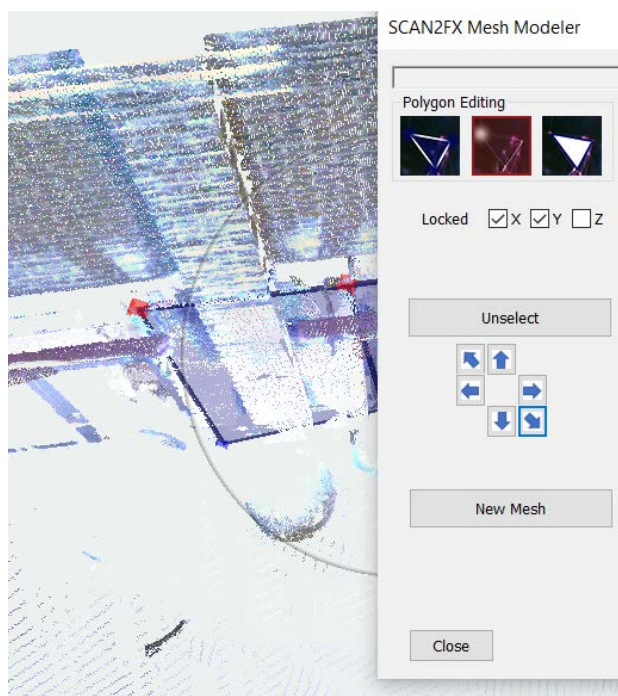 SCAN2FX Mesh Modeler
Polygon Editing
Locked X Y Z
Unselect
New Mesh
Close